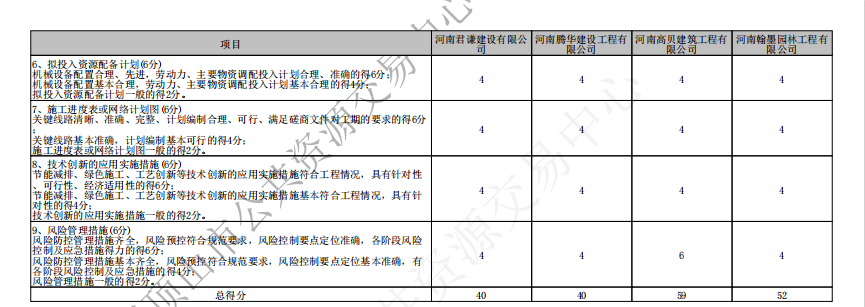 项目
河南君谦建设有限公
司
河南腾华建设工程有
限公司
河南高贝建筑工程有
限公司
河南翰墨园林工程有
限公司
6、拟投入资源配备计划(6分)
机械设备配置合理、先进，劳动力、主要物资调配投入计划合理、准确的得6分；
机械设备配置基本合理，劳动力、主要物资调配投入计划基本合理的得4分；
拟投入资源配备计划一般的得2分。
4 4 4 4
7、施工进度表或网络计划图(6分)
关键线路清晰、准确、完整、计划编制合理、可行、满足磋商文件对工期的要求的得6分
；
关键线路基本准确，计划编制基本可行的得4分；
施工进度表或网络计划图一般的得2分。
4 4 4 4
8、技术创新的应用实施措施(6分)
节能减排、绿色施工、工艺创新等技术创新的应用实施措施符合工程情况，具有针对性
、可行性、经济适用性的得6分；
节能减排、绿色施工、工艺创新等技术创新的应用实施措施基本符合工程情况，具有针
对性的得4分；
技术创新的应用实施措施一般的得2分。
4 4 4 4
9、风险管理措施(6分)
风险防控管理措施齐全，风险预控符合规范要求，风险控制要点定位准确，各阶段风险
控制及应急措施得力的得6分；
风险防控管理措施基本齐全，风险预控符合规范要求，风险控制要点定位基本准确，有
各阶段风险控制及应急措施的得4分；
风险管理措施一般的得2分。
4 4 6 4
总得分 40 40 59 52
顶山市公共资源交易中心
共资源交易中心